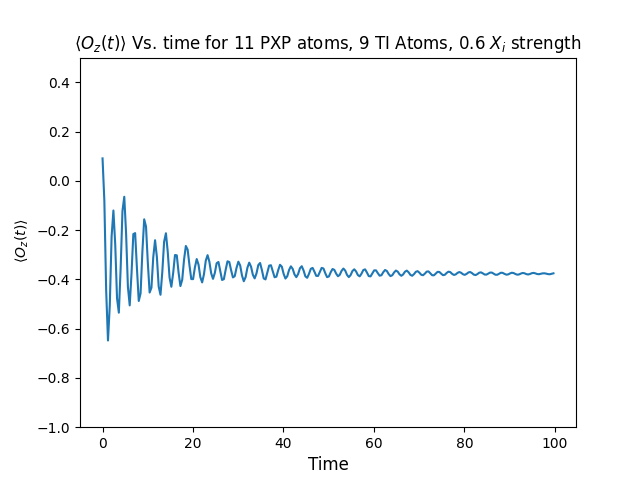 ⟨O_z(t)⟩ Vs. time for 11 PXP atoms, 9 TI Atoms, 0.6 X_i strength
0.4
0.2
0.0
−0.2
−0.4
−0.6
−0.8
−1.0
⟨O_z(t)⟩
0 20 40 60 80 100
Time